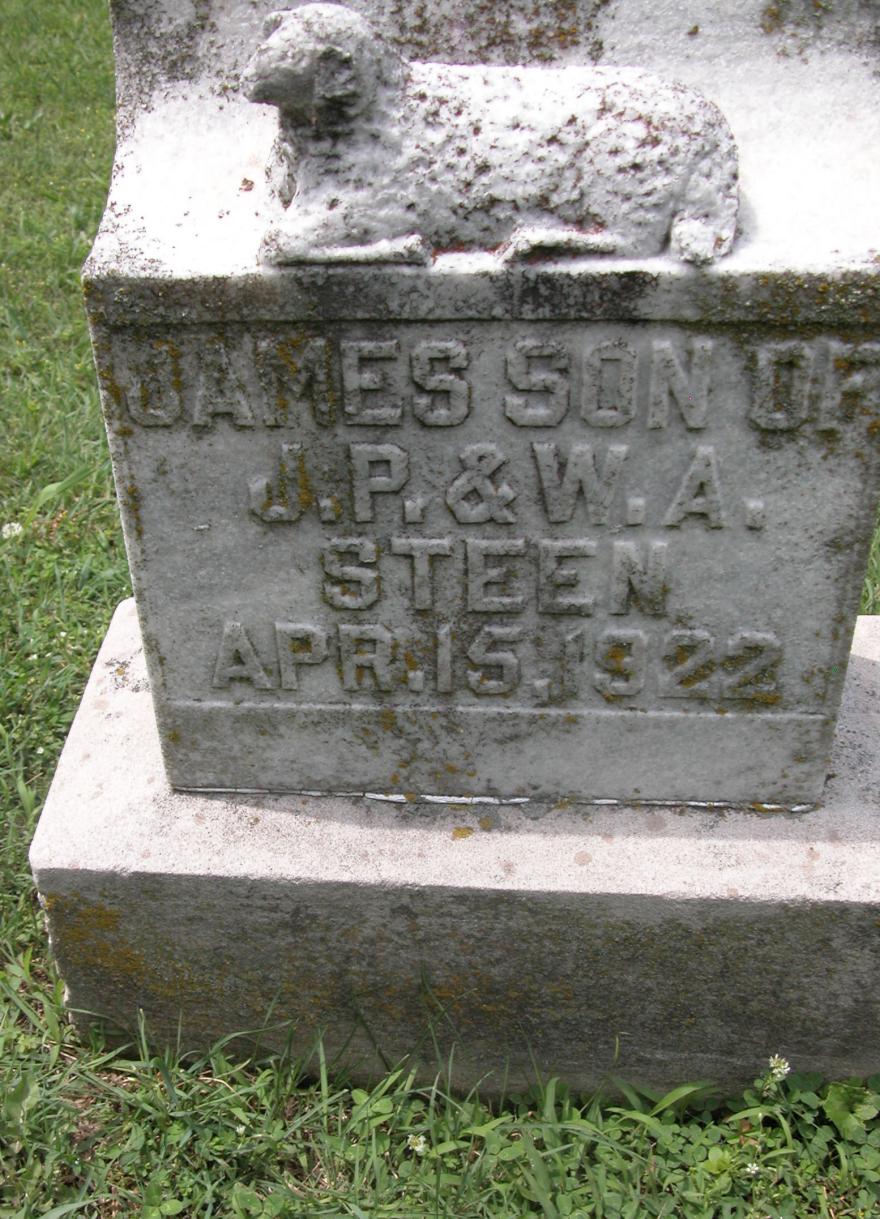 JAMES SON OF
J.P.&W.A.
STEEN
APR.15.1922